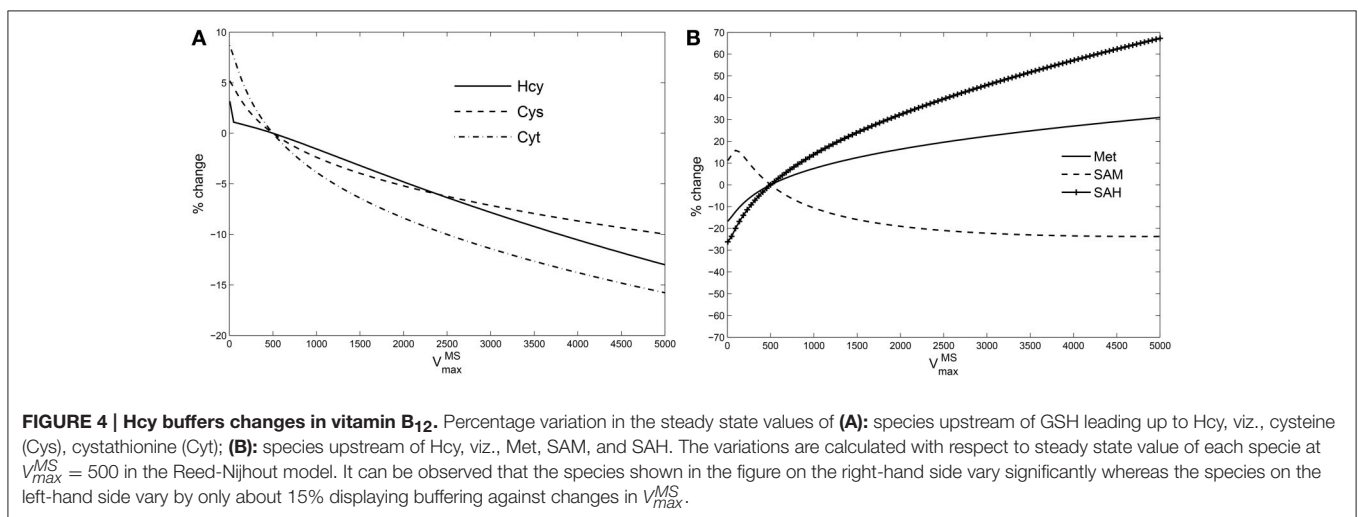 A
10
5
0
−5
−10
−15
−20
% change
Hcy
Cys
Cyt
0 500 1000 1500 2000 2500 3000 3500 4000 4500 5000
V_max^MS
B
70
60
50
40
30
20
10
0
−10
−20
−30
−40
−50
−60
−70
% change
Met
SAM
SAH
0 500 1000 1500 2000 2500 3000 3500 4000 4500 5000
V_max^MS
FIGURE 4 | Hcy buffers changes in vitamin B₁₂. Percentage variation in the steady state values of (A): species upstream of GSH leading up to Hcy, viz., cysteine
(Cys), cystathionine (Cyt); (B): species upstream of Hcy, viz., Met, SAM, and SAH. The variations are calculated with respect to steady state value of each specie at
V_max^MS = 500 in the Reed-Nijhout model. It can be observed that the species shown in the figure on the right-hand side vary significantly whereas the species on the
left-hand side vary by only about 15% displaying buffering against changes in V_max^MS.